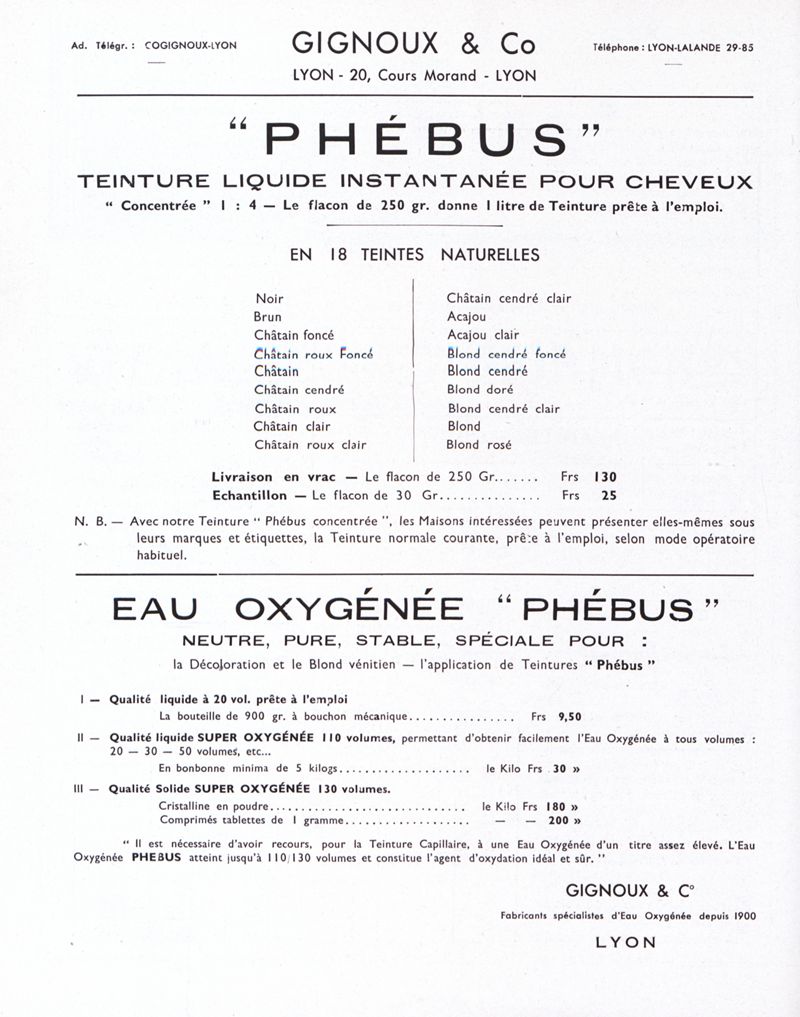 Ad. Télégr. : COGIGNOUX-LYON
GIGNOUX & Co
Téléphone : LYON-LALANDE 29-85
LYON - 20, Cours Morand - LYON
“ PHÉBUS ”
TEINTURE LIQUIDE INSTANTANÉE POUR CHEVEUX
“ Concentrée ” 1 : 4 — Le flacon de 250 gr. donne 1 litre de Teinture prête à l’emploi.
EN 18 TEINTES NATURELLES
Noir
Brun
Châtain foncé
Châtain roux Foncé
Châtain
Châtain cendré
Châtain roux
Châtain clair
Châtain roux clair
Châtain cendré clair
Acajou
Acajou clair
Blond cendré foncé
Blond cendré
Blond doré
Blond cendré clair
Blond
Blond rosé
Livraison en vrac — Le flacon de 250 Gr....... Frs 130
Echantillon — Le flacon de 30 Gr............... Frs 25
N. B. — Avec notre Teinture “ Phébus concentrée ”, les Maisons intéressées peuvent présenter elles-mêmes sous
leurs marques et étiquettes, la Teinture normale courante, prête à l’emploi, selon mode opératoire
habituel.
EAU OXYGÉNÉE “ PHÉBUS ”
NEUTRE, PURE, STABLE, SPÉCIALE POUR :
la Décoloration et le Blond vénitien — l’application de Teintures “ Phébus ”
I — Qualité liquide à 20 vol. prête à l’emploi
La bouteille de 900 gr. à bouchon mécanique................ Frs 9,50
II — Qualité liquide SUPER OXYGÉNÉE 110 volumes, permettant d’obtenir facilement l’Eau Oxygénée à tous volumes :
20 — 30 — 50 volumes, etc...
En bonbonne minima de 5 kilogs.................... le Kilo Frs 30 »
III — Qualité Solide SUPER OXYGÉNÉE 130 volumes.
Cristalline en poudre.............................. le Kilo Frs 180 »
Comprimés tablettes de 1 gramme................... — — 200 »
“ Il est nécessaire d’avoir recours, pour la Teinture Capillaire, à une Eau Oxygénée d’un titre assez élevé. L’Eau
Oxygénée PHEBUS atteint jusqu’à 110/130 volumes et constitue l’agent d’oxydation idéal et sûr. ”
GIGNOUX & C°
Fabricants spécialistes d’Eau Oxygénée depuis 1900
LYON